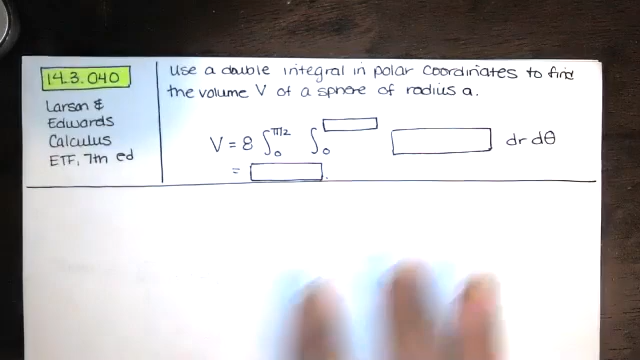 14.3.040
Larson &
Edwards
Calculus
ETF, 7th ed
Use a double integral in polar coordinates to find
the volume V of a sphere of radius a.
V = 8 ∫₀^π/2 ∫₀ dr dθ
= .